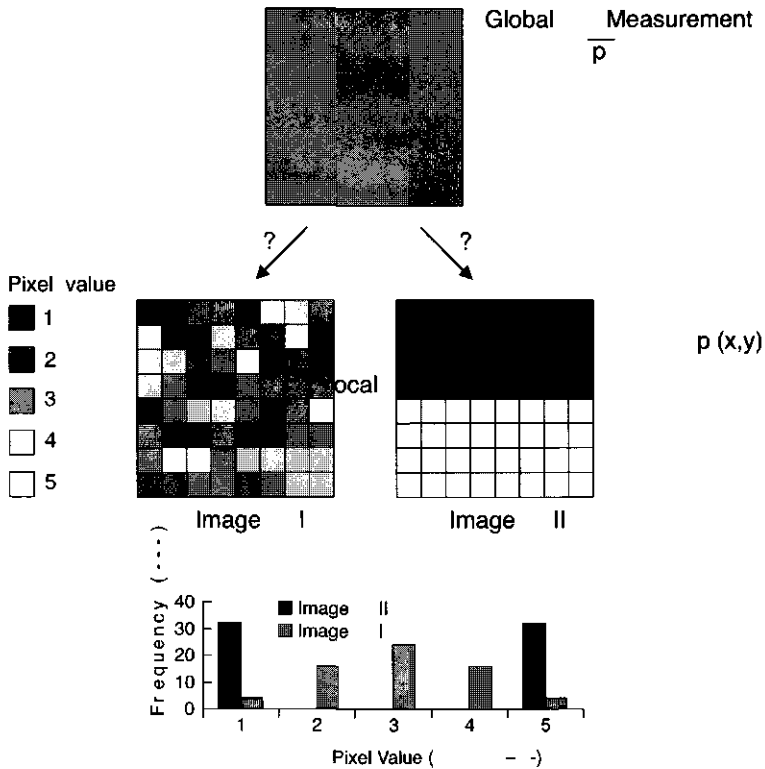 Global Measurement
p
? ?
Pixel value
1
2
3
4
5
ocal
p (x,y)
Image I
Image II
Frequency (- - - )
40
30
20
10
0
Image II
Image I
1 2 3 4 5
Pixel Value ( – -)